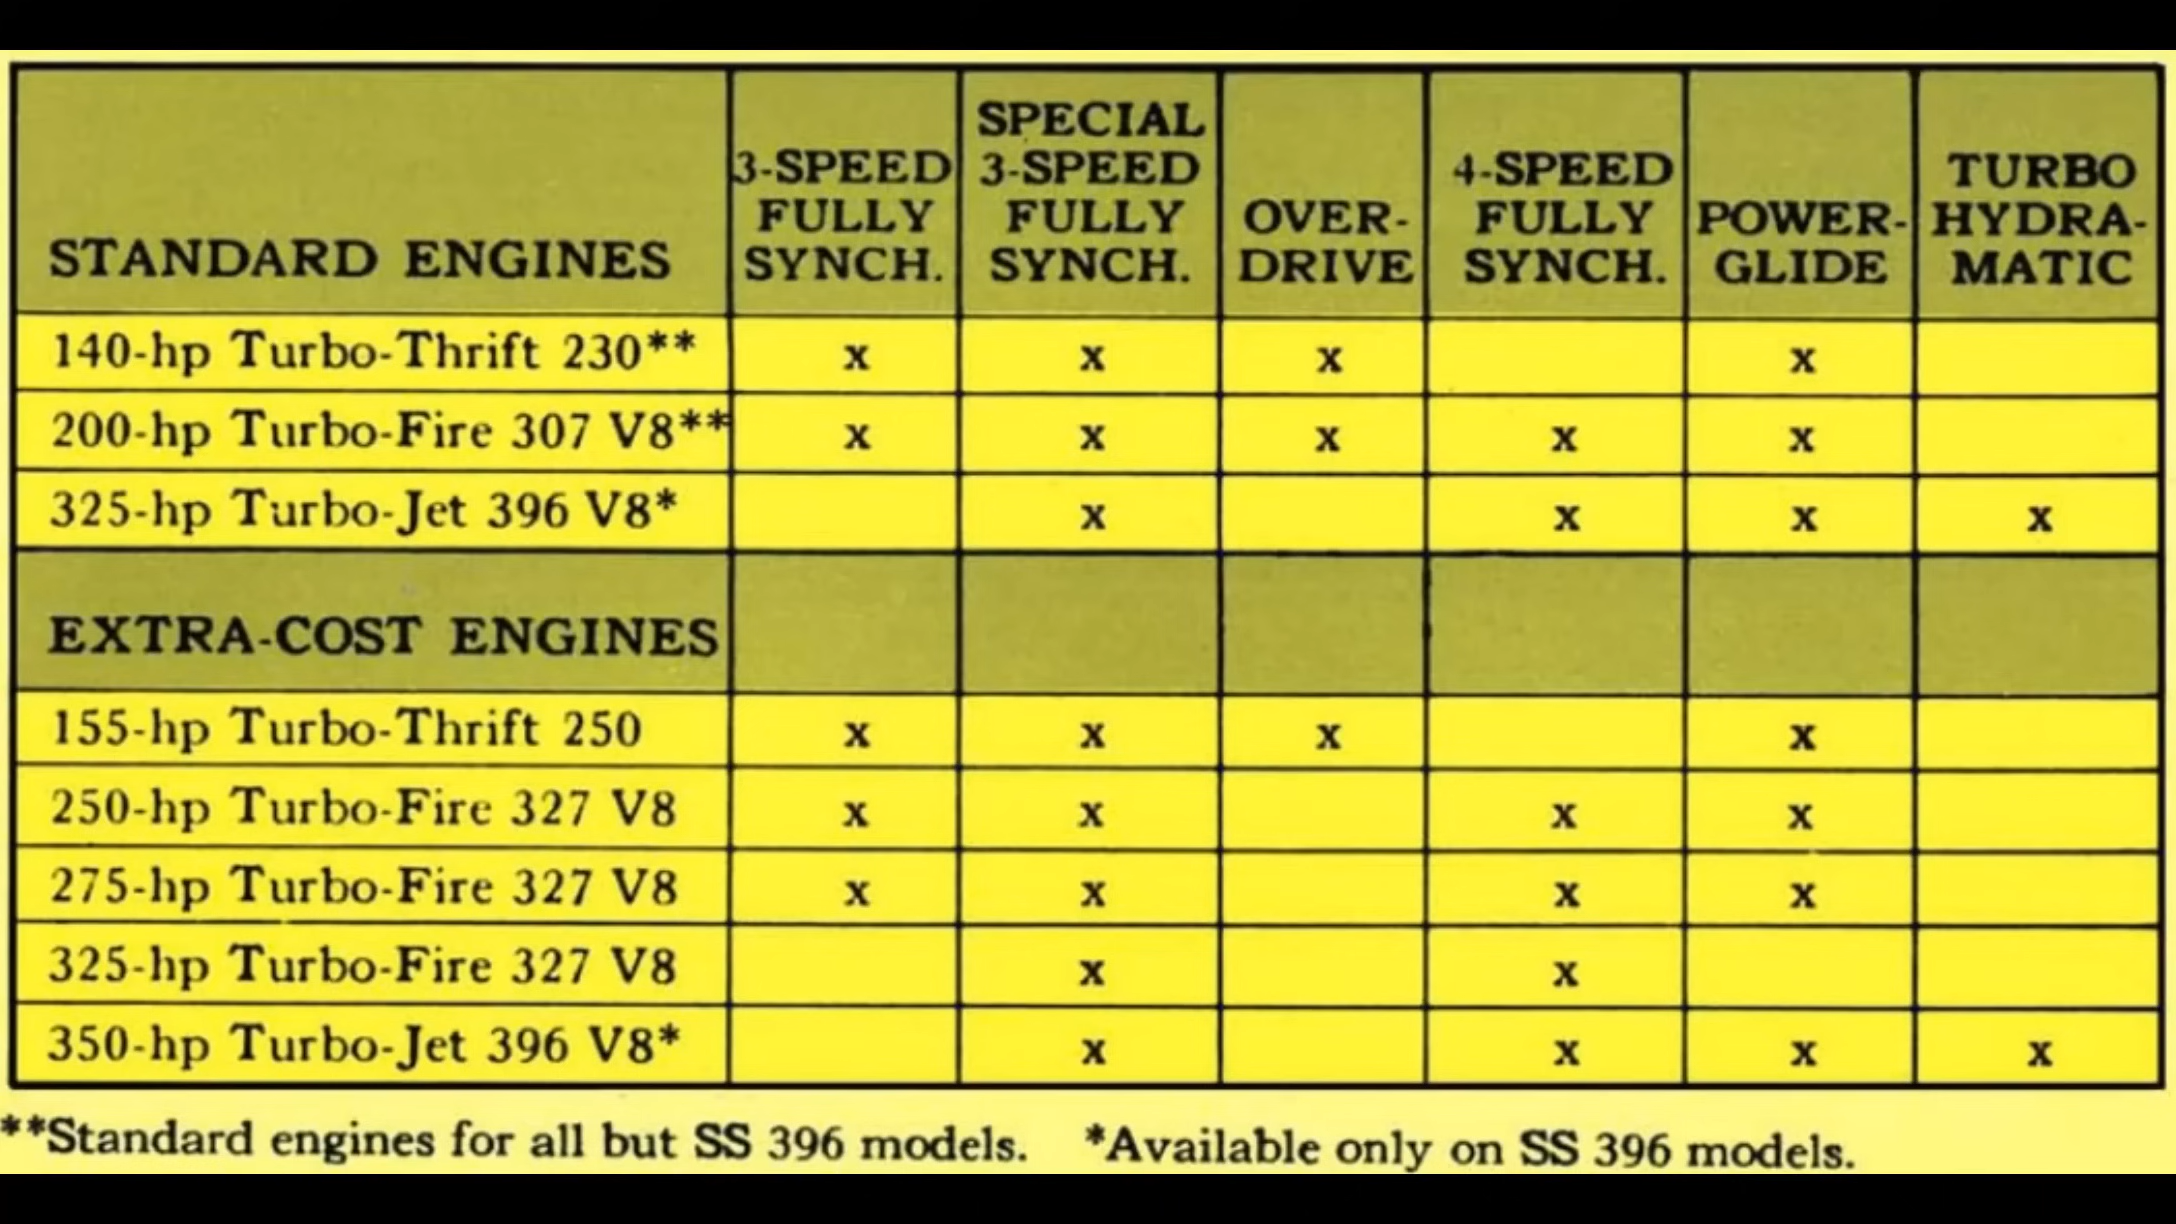 STANDARD ENGINES 3-SPEED FULLY SYNCH. SPECIAL 3-SPEED FULLY SYNCH. OVER-DRIVE 4-SPEED FULLY SYNCH. POWER-GLIDE TURBO HYDRA-MATIC
140-hp Turbo-Thrift 230** x x x x
200-hp Turbo-Fire 307 V8** x x x x x
325-hp Turbo-Jet 396 V8* x x x x
EXTRA-COST ENGINES
155-hp Turbo-Thrift 250 x x x x
250-hp Turbo-Fire 327 V8 x x x x
275-hp Turbo-Fire 327 V8 x x x x
325-hp Turbo-Fire 327 V8 x x
350-hp Turbo-Jet 396 V8* x x x x
**Standard engines for all but SS 396 models. *Available only on SS 396 models.